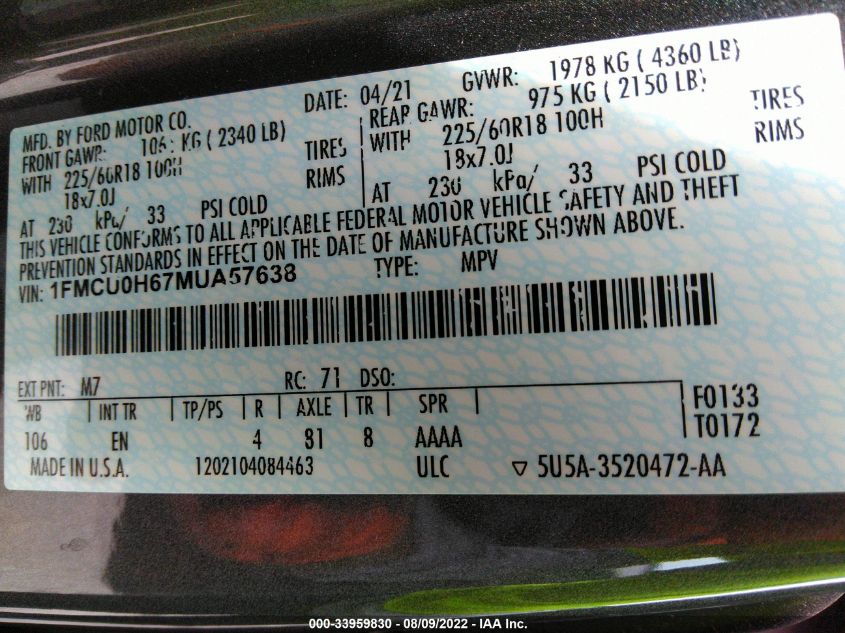 MFD. BY FORD MOTOR CO. DATE: 04/21 GVWR: 1978 KG ( 4360 LB)
FRONT GAWR: KG ( 2340 LB) REAR GAWR: 975 KG ( 2150 LB)
WITH 225/60R18 100H TIRES WITH 225/60R18 100H TIRES
18x7.0J RIMS 18x7.0J RIMS
AT 230 kPa/ 33 PSI COLD AT 230 kPa/ 33 PSI COLD
THIS VEHICLE CONFORMS TO ALL APPLICABLE FEDERAL MOTOR VEHICLE SAFETY AND THEFT
PREVENTION STANDARDS IN EFFECT ON THE DATE OF MANUFACTURE SHOWN ABOVE.
VIN: 1FMCU0H67MUA57638 TYPE: MPV
EXT PNT: M7 RC: 71 DSO:
WB INT TR TP/PS R AXLE TR SPR F0133
106 EN 4 81 8 AAAA T0172
MADE IN U.S.A. 1202104084463 ULC ▽ 5U5A-3520472-AA
000-33959830 - 08/09/2022 - IAA Inc.